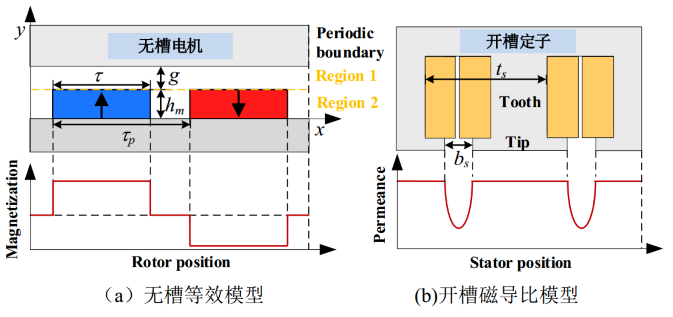 y
无槽电机
Periodic
boundary
τ
g
Region 1
h_m
Region 2
τ_p
x
Magnetization
Rotor position
(a）无槽等效模型
开槽定子
t_s
Tooth
Tip
b_s
Permeance
Stator position
(b)开槽磁导比模型